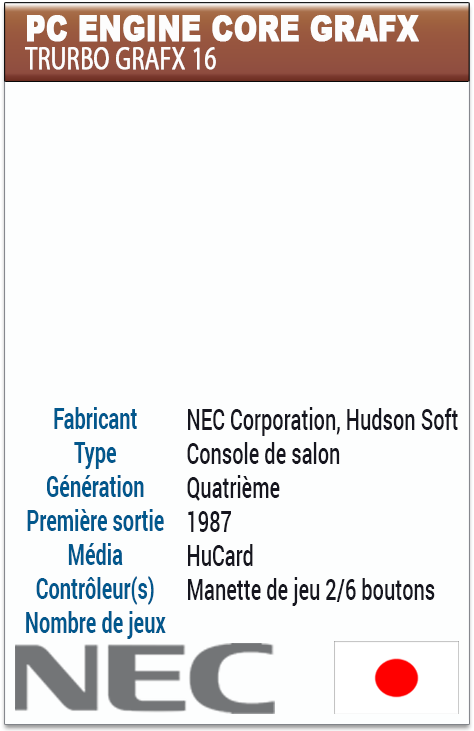 PC ENGINE CORE GRAFX
TRURBO GRAFX 16
Fabricant NEC Corporation, Hudson Soft
Type Console de salon
Génération Quatrième
Première sortie 1987
Média HuCard
Contrôleur(s) Manette de jeu 2/6 boutons
Nombre de jeux
NEC